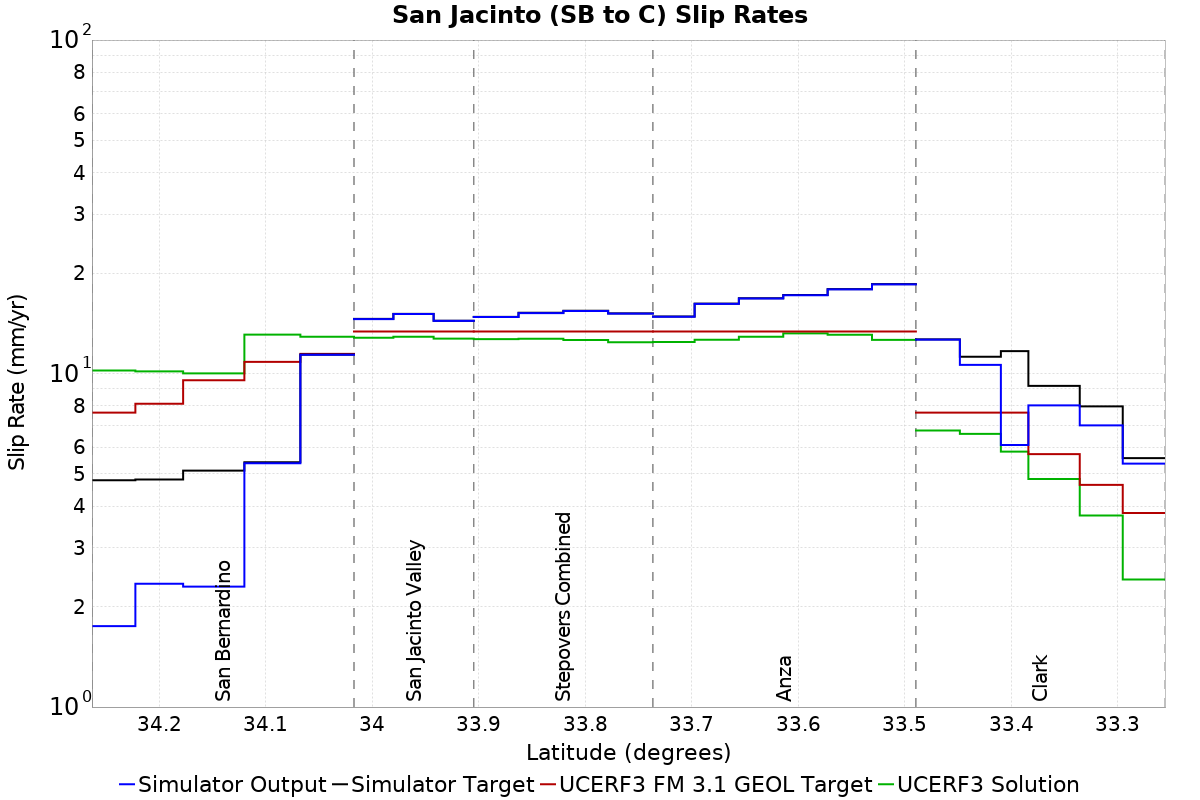 San Jacinto (SB to C) Slip Rates
10^2
8
6
5
4
3
2
10^1
8
6
5
4
3
2
10^0
Slip Rate (mm/yr)
San Bernardino
San Jacinto Valley
Stepovers Combined
Anza
Clark
34.2 34.1 34 33.9 33.8 33.7 33.6 33.5 33.4 33.3
Latitude (degrees)
Simulator Output Simulator Target UCERF3 FM 3.1 GEOL Target UCERF3 Solution